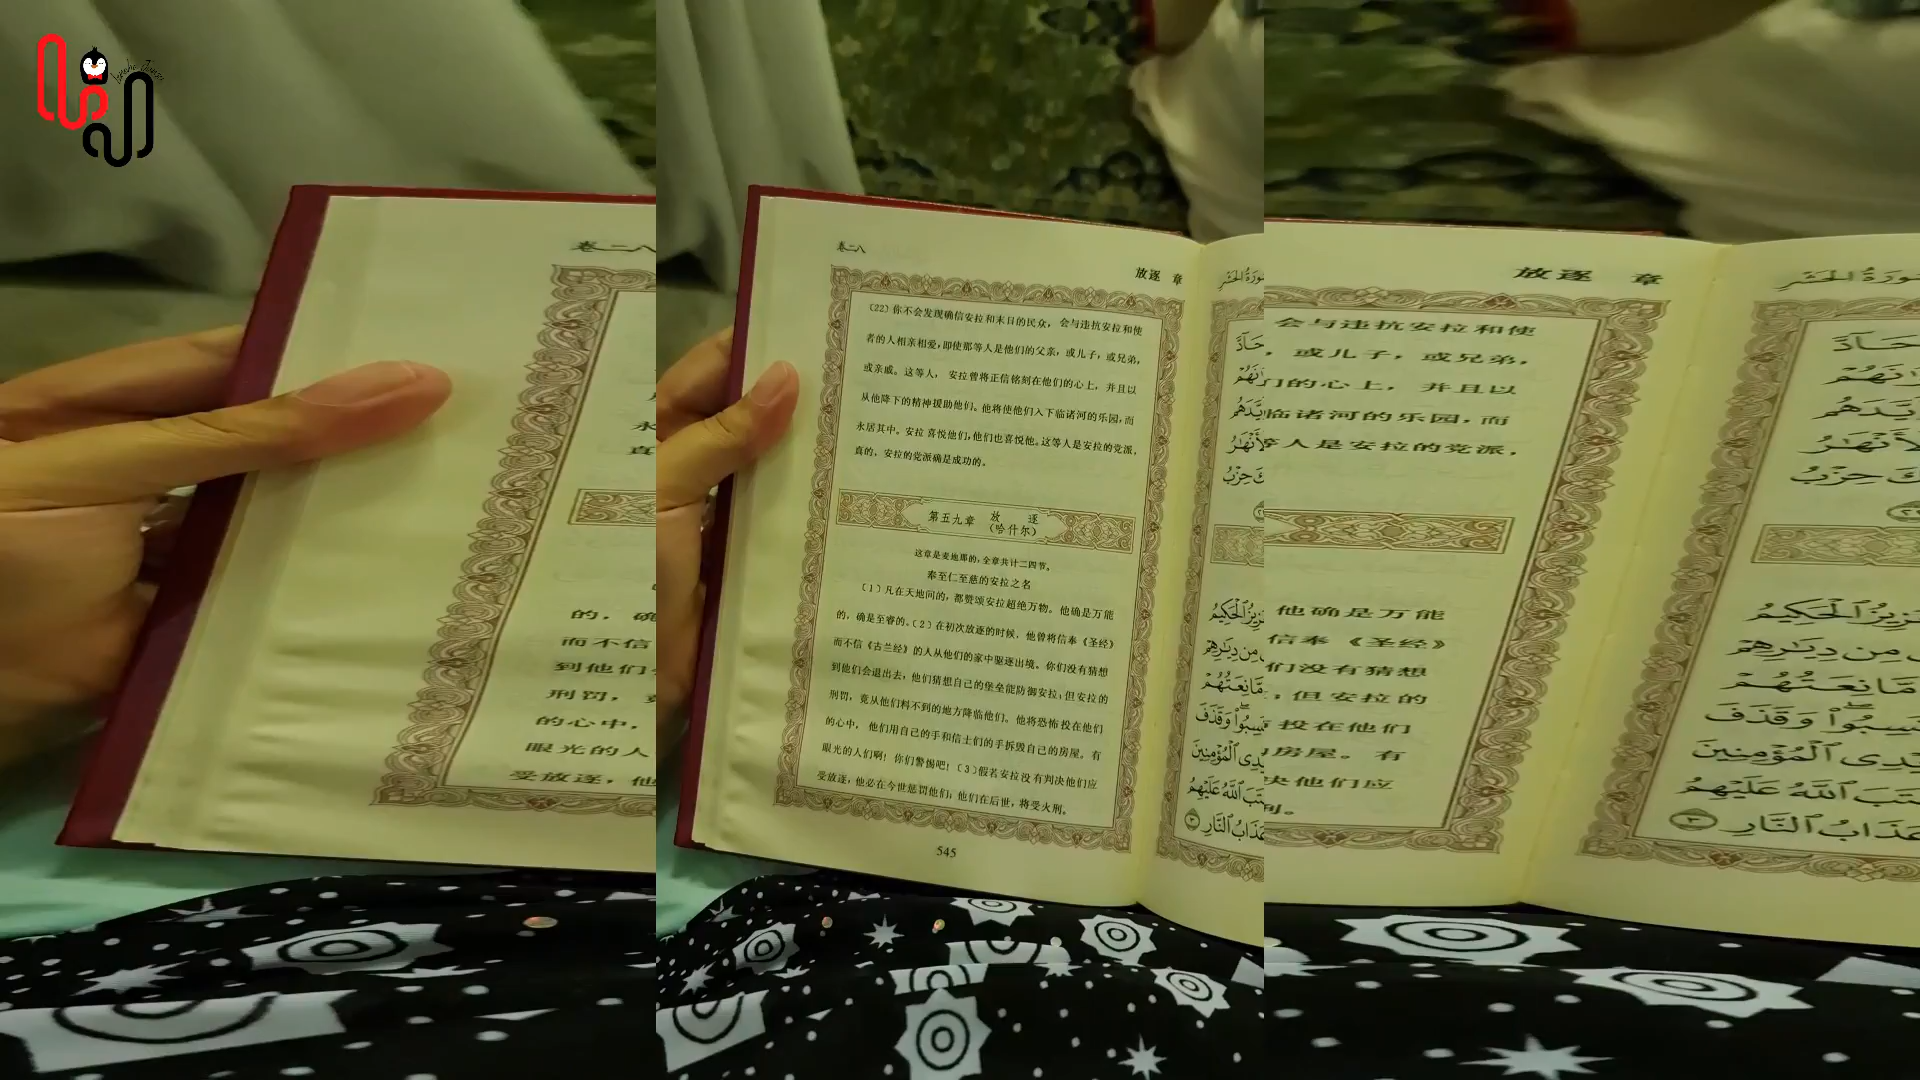 卷二八
放逐 章
〔22〕你不会发现确信安拉和末日的民众，会与违抗安拉和使
者的人相亲相爱，即使那等人是他们的父亲，或儿子，或兄弟，
或亲戚。这等人，安拉曾将正信铭刻在他们的心上，并且以
从他降下的精神援助他们。他将使他们入下临诸河的乐园，而
永居其中。安拉喜悦他们，他们也喜悦他。这等人是安拉的党派，
真的，安拉的党派确是成功的。
第五九章 放逐
（哈什尔）
这章是麦地那的，全章共计二四节。
奉至仁至慈的安拉之名
〔1〕凡在天地间的，都赞颂安拉超绝万物。他确是万能
的，确是至睿的。〔2〕在初次放逐的时候，他曾将信奉《圣经》
而不信《古兰经》的人从他们的家中驱逐出境。你们没有猜想
到他们会退出去，他们猜想自己的堡垒能防御安拉；但安拉的
刑罚，竟从他们料不到的地方降临他们。他将恐怖投在他们
的心中，他们用自己的手和信士们的手拆毁自己的房屋。有
眼光的人们啊！你们警惕吧！〔3〕假若安拉没有判决他们应
受放逐，他必在今世惩罚他们；他们在后世，将受火刑。
545
سُورَةُ الحَشْرِ
حَآدَّ
حِزْبُ
ٱلْحَكِيمُ
مِن دِيَٰرِهِمْ
مَّانِعَتُهُمْ
وَقَذَفَ
ٱلْمُؤْمِنِينَ
ٱللَّهُ عَلَيْهِمُ
عَذَابُ ٱلنَّارِ ٣